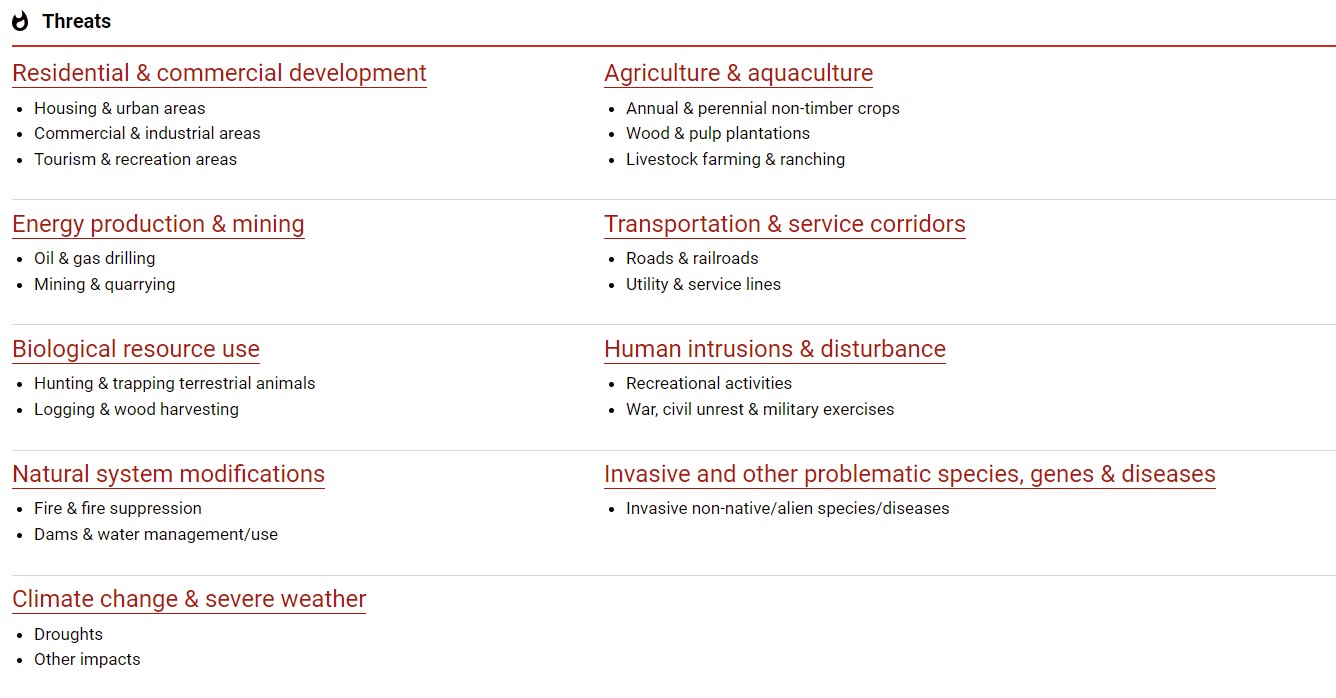 Threats
Residential & commercial development
Housing & urban areas
Commercial & industrial areas
Tourism & recreation areas
Agriculture & aquaculture
Annual & perennial non-timber crops
Wood & pulp plantations
Livestock farming & ranching
Energy production & mining
Oil & gas drilling
Mining & quarrying
Transportation & service corridors
Roads & railroads
Utility & service lines
Biological resource use
Hunting & trapping terrestrial animals
Logging & wood harvesting
Human intrusions & disturbance
Recreational activities
War, civil unrest & military exercises
Natural system modifications
Fire & fire suppression
Dams & water management/use
Invasive and other problematic species, genes & diseases
Invasive non-native/alien species/diseases
Climate change & severe weather
Droughts
Other impacts